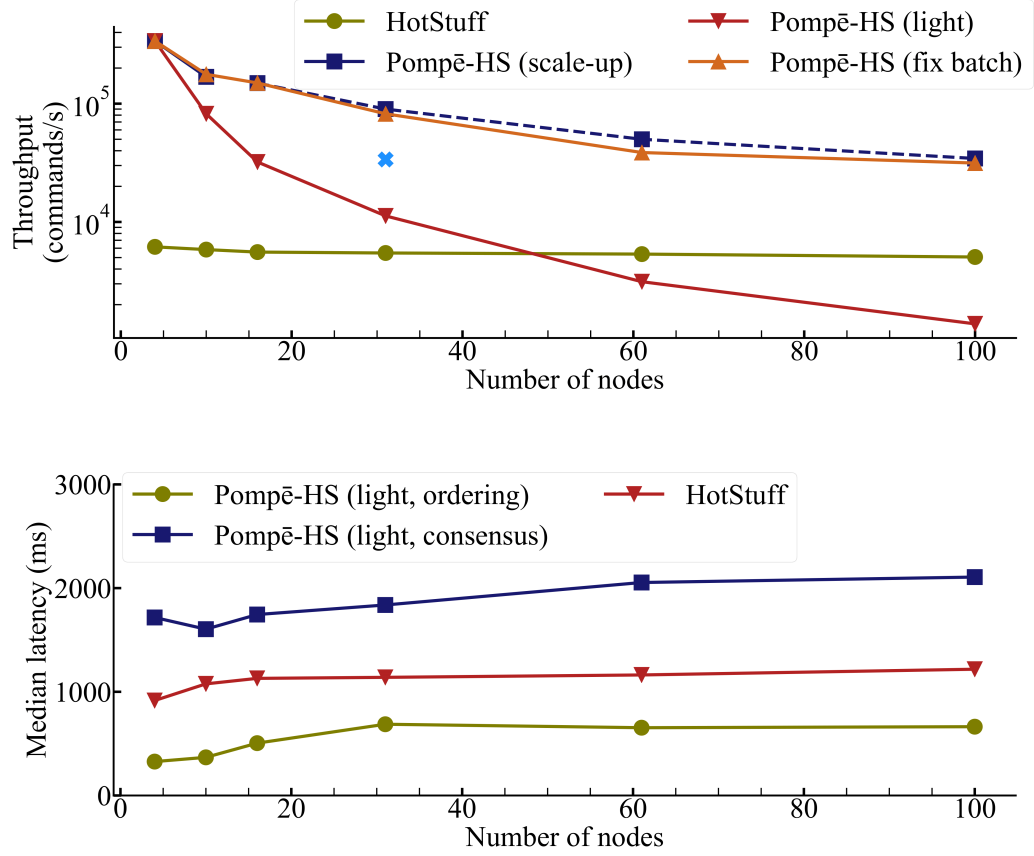 HotStuff
Pompē-HS (scale-up)
Pompē-HS (light)
Pompē-HS (fix batch)
Throughput
(commands/s)
10^5
10^4
0 20 40 60 80 100
Number of nodes
Pompē-HS (light, ordering)
Pompē-HS (light, consensus)
HotStuff
Median latency (ms)
3000
2000
1000
0
0 20 40 60 80 100
Number of nodes